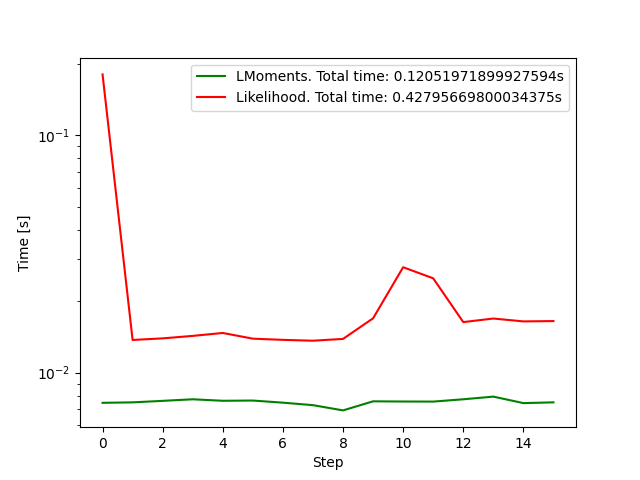 LMoments. Total time: 0.12051971899927594s
Likelihood. Total time: 0.42795669800034375s
10⁻¹
10⁻²
Time [s]
0 2 4 6 8 10 12 14
Step